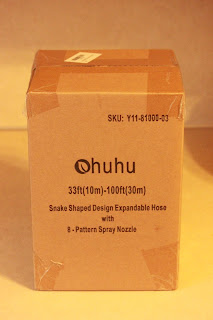 SKU: Y11-81000-03
Ohuhu
33ft(10m)-100ft(30m)
Snake Shaped Design Expandable Hose
with
8 - Pattern Spray Nozzle